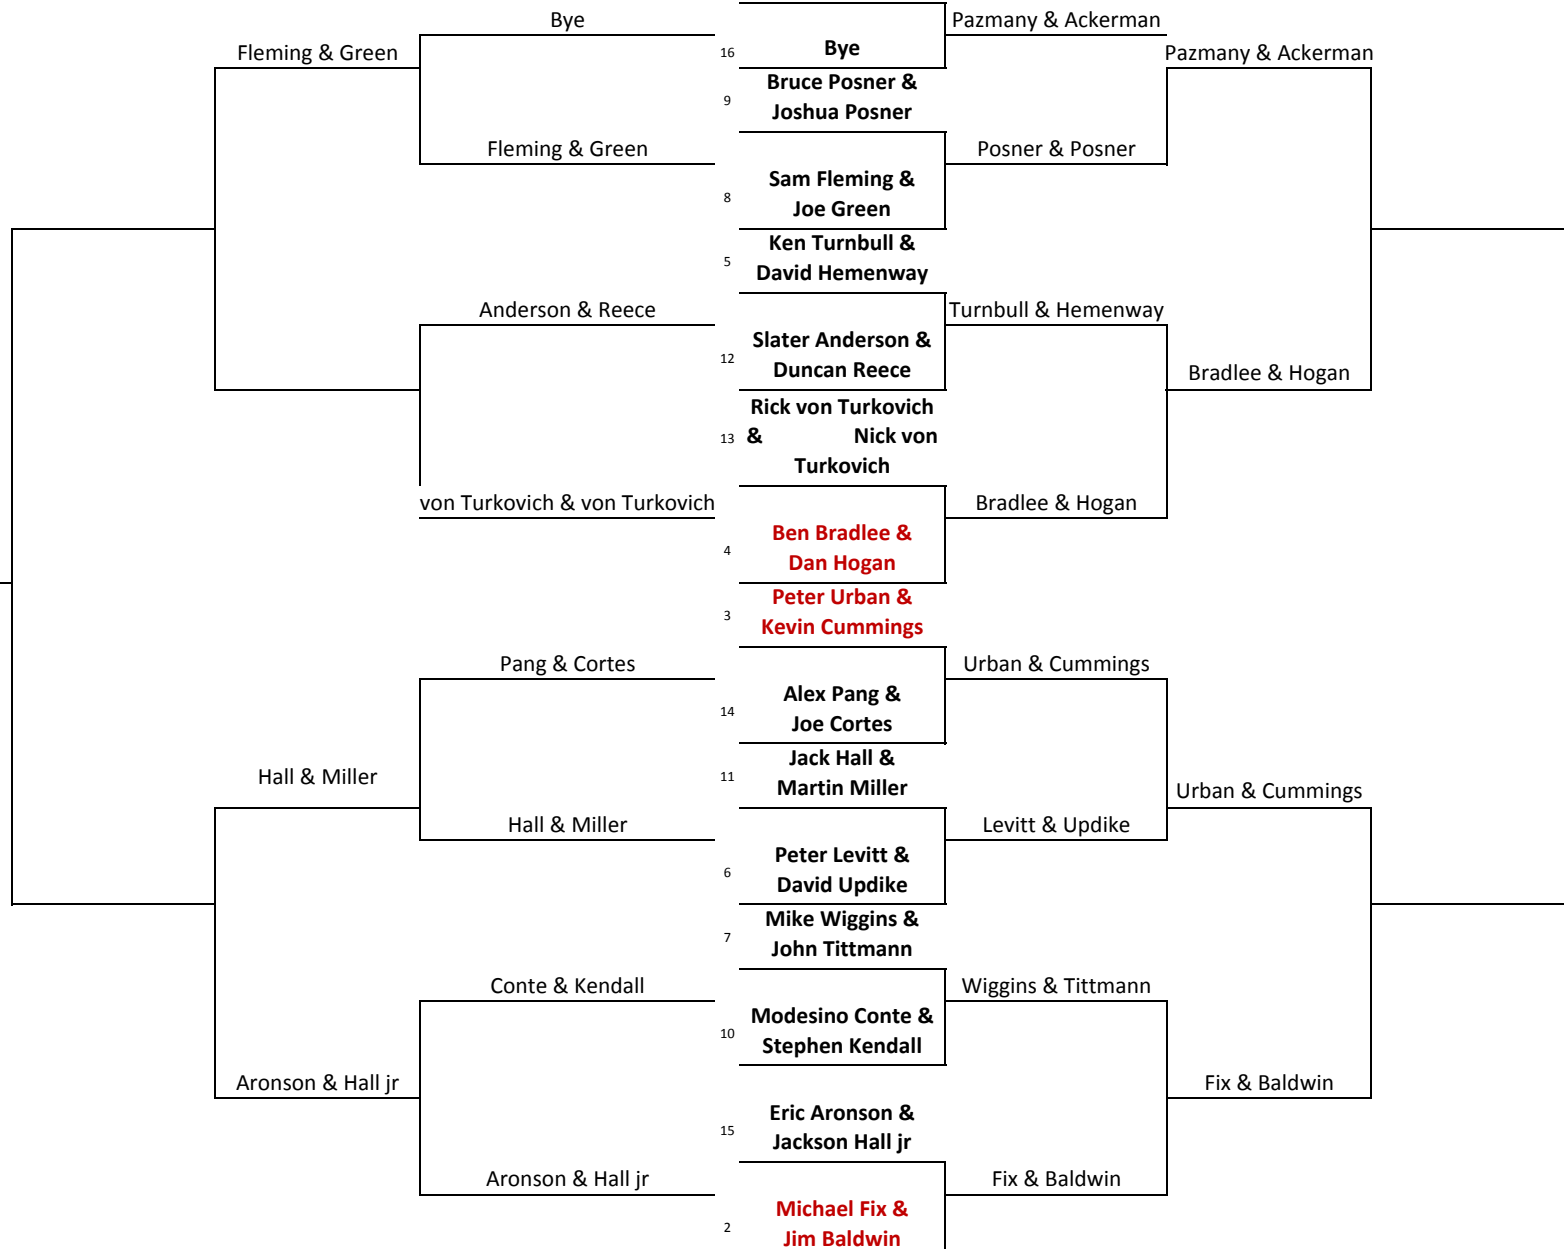 Bye
Pazmany & Ackerman
Fleming & Green
16
Bye
Pazmany & Ackerman
Bruce Posner &
9
Joshua Posner
Fleming & Green
Posner & Posner
Sam Fleming &
8
Joe Green
Ken Turnbull &
5
David Hemenway
Anderson & Reece
Turnbull & Hemenway
Slater Anderson &
12
Duncan Reece
Bradlee & Hogan
Rick von Turkovich
13
& Nick von
Turkovich
von Turkovich & von Turkovich
Bradlee & Hogan
Ben Bradlee &
4
Dan Hogan
Peter Urban &
3
Kevin Cummings
Pang & Cortes
Urban & Cummings
Alex Pang &
14
Joe Cortes
Jack Hall &
Hall & Miller
11
Martin Miller
Urban & Cummings
Hall & Miller
Levitt & Updike
Peter Levitt &
6
David Updike
Mike Wiggins &
7
John Tittmann
Conte & Kendall
Wiggins & Tittmann
Modesino Conte &
10
Stephen Kendall
Aronson & Hall jr
Fix & Baldwin
Eric Aronson &
15
Jackson Hall jr
Aronson & Hall jr
Fix & Baldwin
Michael Fix &
2
Jim Baldwin